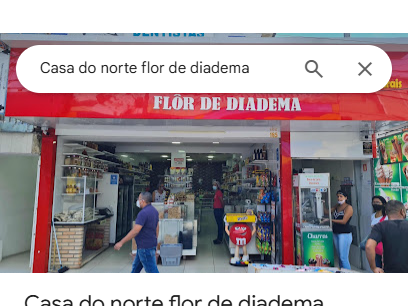 DENTISTAS
Casa do norte flor de diadema
FLÔR DE DIADEMA
Churros
Casa do norte flor de diadema